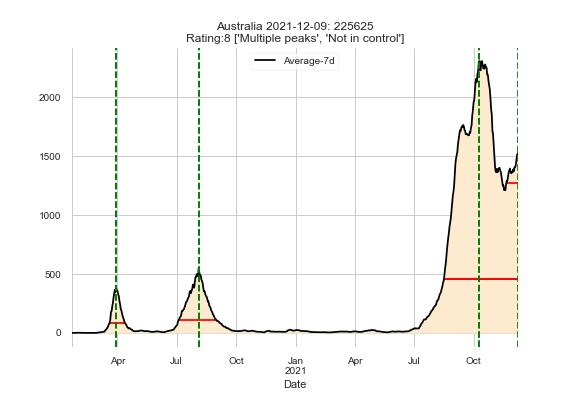 Australia 2021-12-09: 225625
Rating:8 ['Multiple peaks', 'Not in control']
Average-7d
2000
1500
1000
500
0
Apr
Jul
Oct
Jan
2021
Apr
Jul
Oct
Date